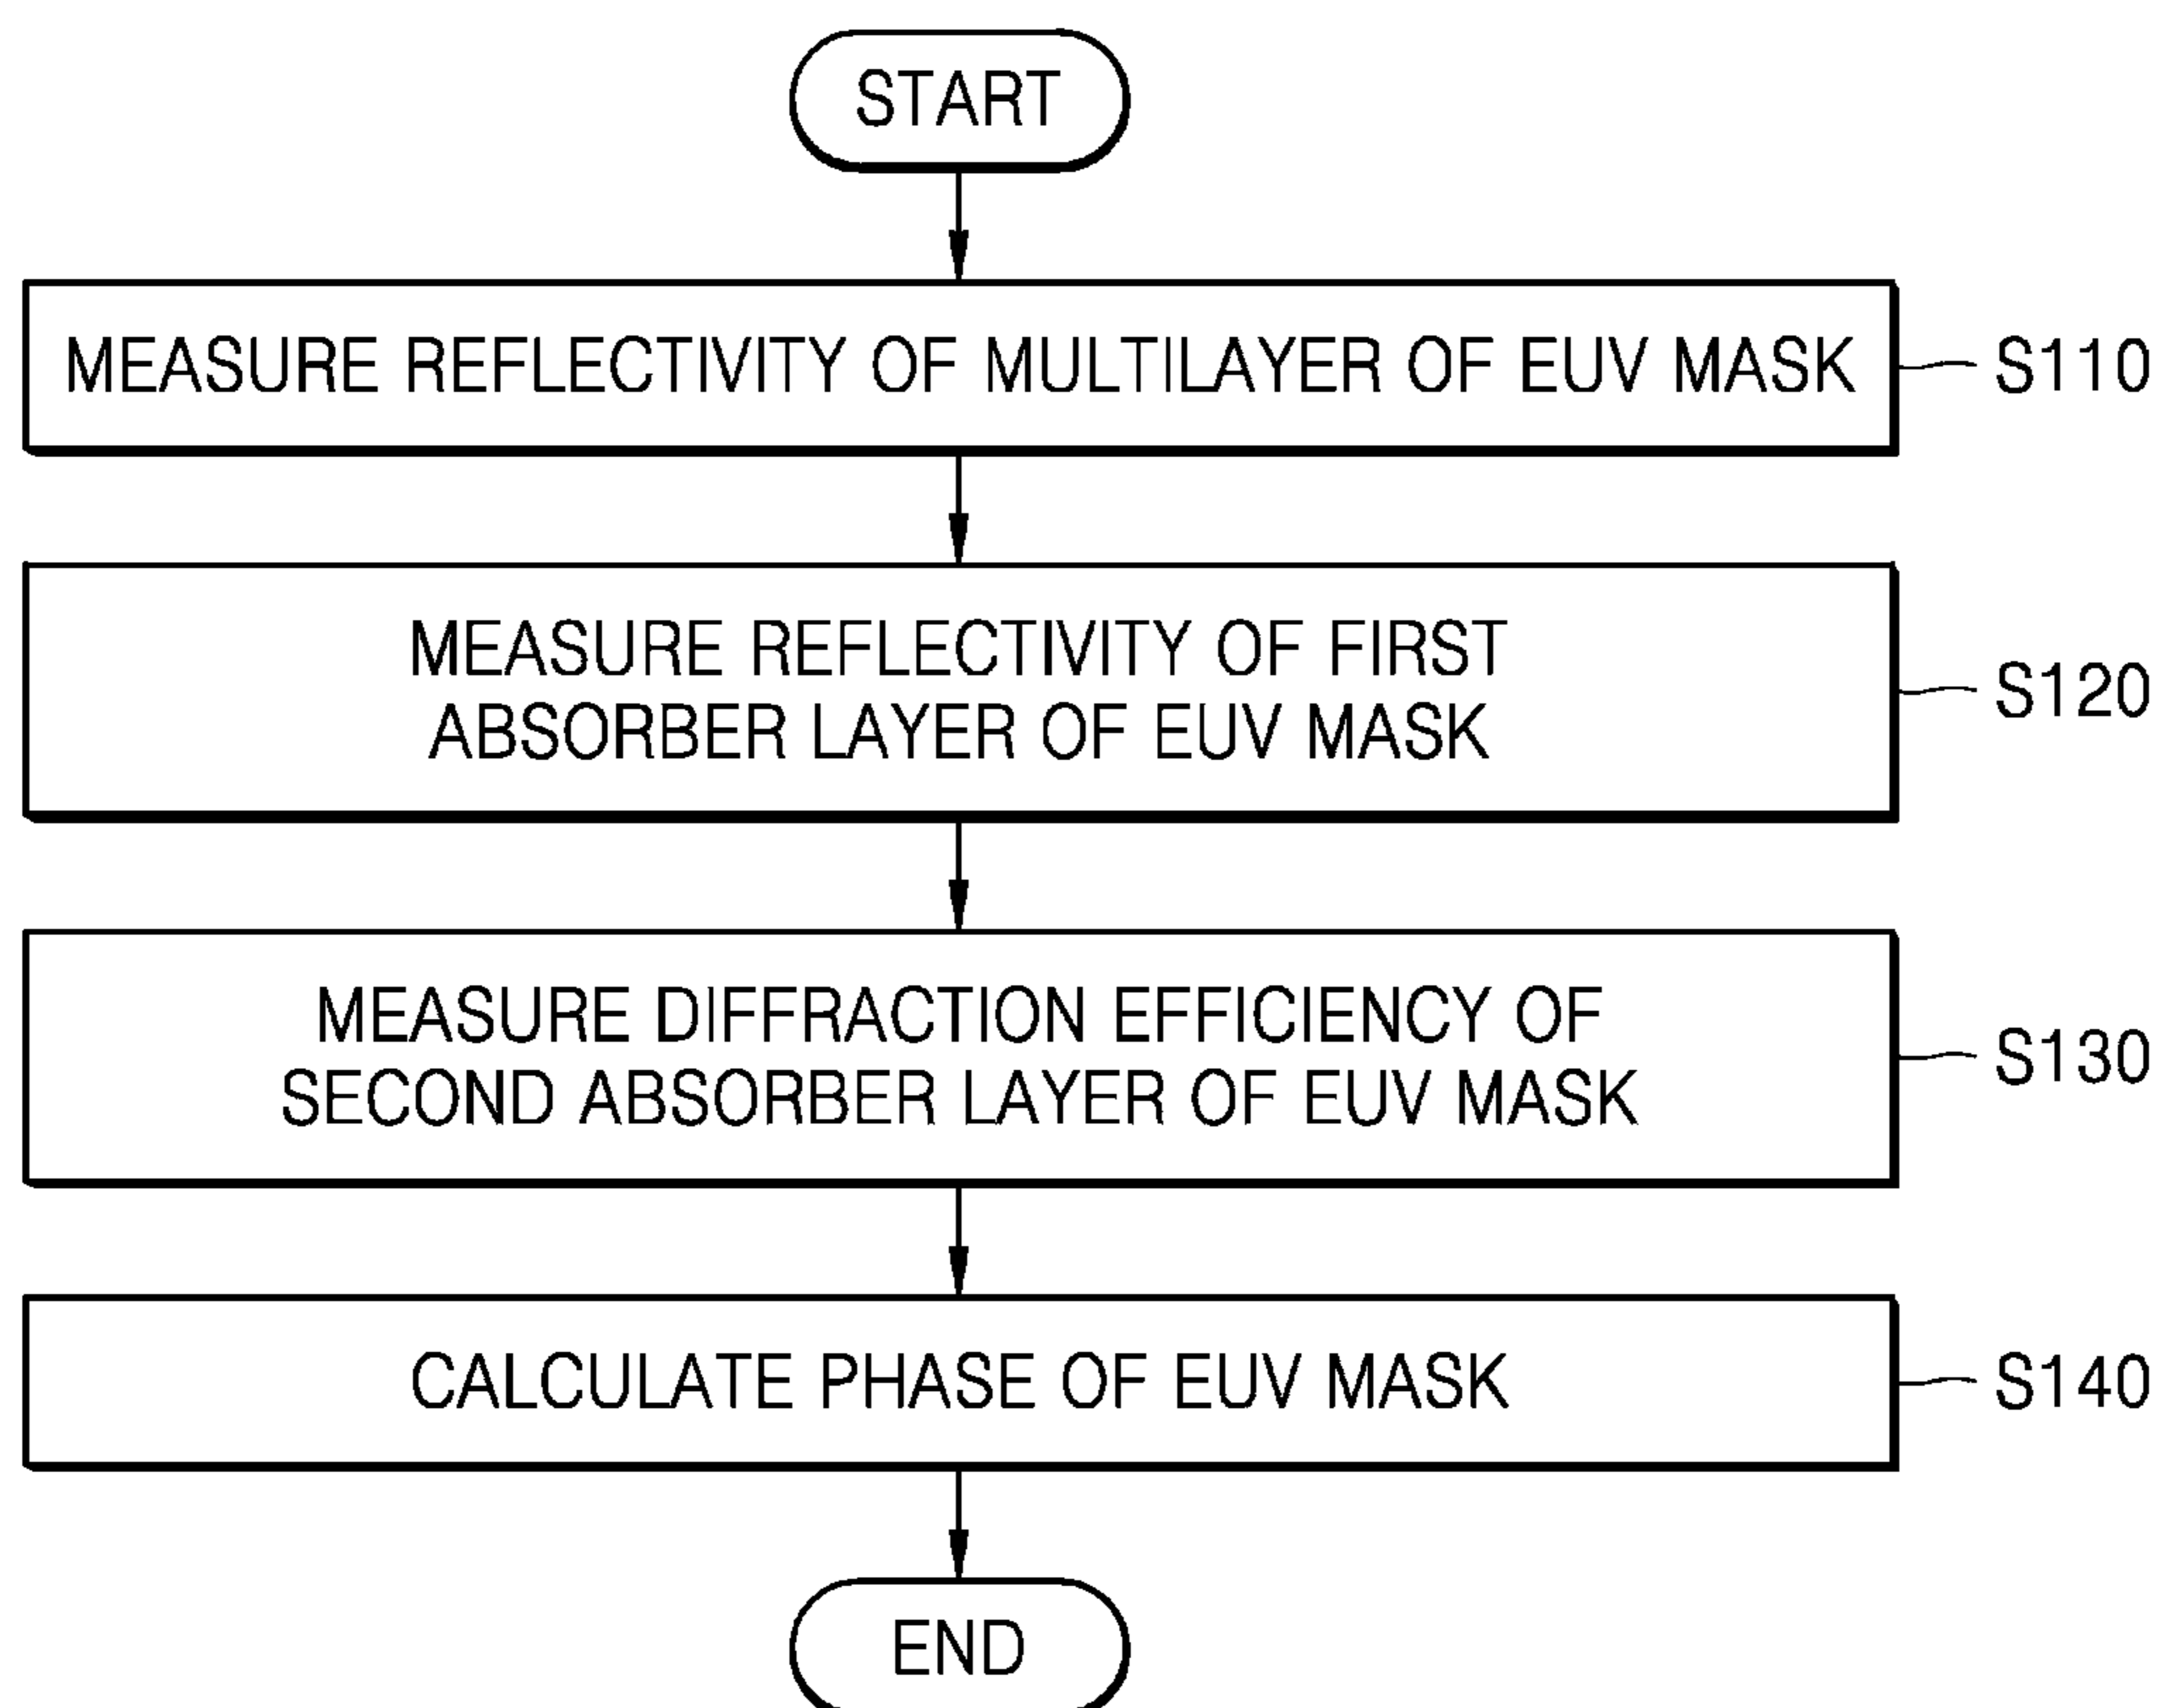 START
MEASURE REFLECTIVITY OF MULTILAYER OF EUV MASK
S110
MEASURE REFLECTIVITY OF FIRST
ABSORBER LAYER OF EUV MASK
S120
MEASURE DIFFRACTION EFFICIENCY OF
SECOND ABSORBER LAYER OF EUV MASK
S130
CALCULATE PHASE OF EUV MASK
S140
END